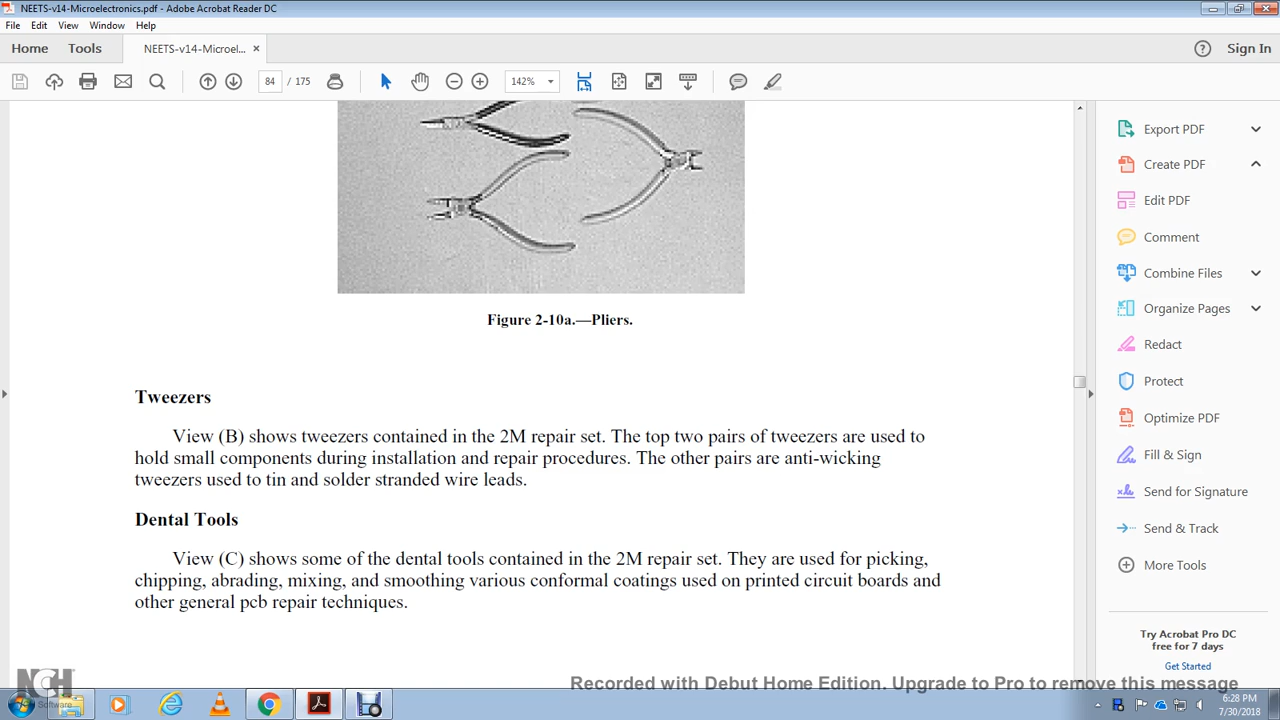 NEETS-v14-Microelectronics.pdf - Adobe Acrobat Reader DC
File Edit View Window Help
Home Tools NEETS-v14-Microel... × Sign In
84 / 175 142%
Figure 2-10a.—Pliers.
Tweezers
View (B) shows tweezers contained in the 2M repair set. The top two pairs of tweezers are used to
hold small components during installation and repair procedures. The other pairs are anti-wicking
tweezers used to tin and solder stranded wire leads.
Dental Tools
View (C) shows some of the dental tools contained in the 2M repair set. They are used for picking,
chipping, abrading, mixing, and smoothing various conformal coatings used on printed circuit boards and
other general pcb repair techniques.
Export PDF
Create PDF
Edit PDF
Comment
Combine Files
Organize Pages
Redact
Protect
Optimize PDF
Fill & Sign
Send for Signature
Send & Track
More Tools
Try Acrobat Pro DC
free for 7 days
Get Started
NCH
Software
Recorded with Debut Home Edition. Upgrade to Pro to remove this message
6:28 PM
7/30/2018